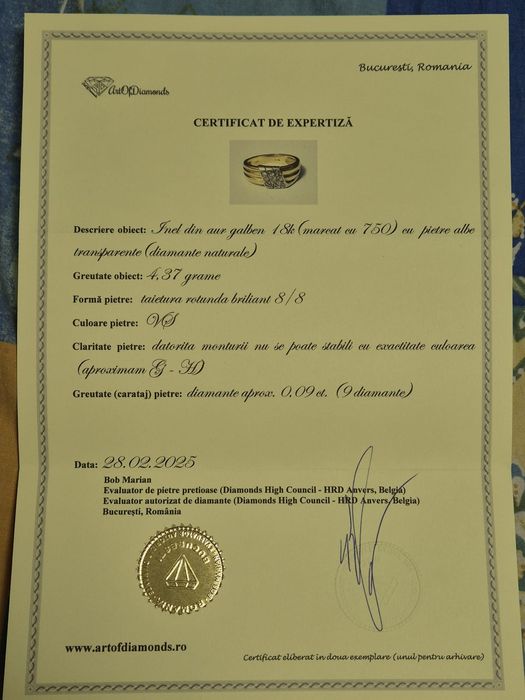 ArtOfDiamonds
Bucuresti, Romania
CERTIFICAT DE EXPERTIZĂ
Descriere obiect: Inel din aur galben 18k (marcat cu 750) cu pietre albe
transparente (diamante naturale)
Greutate obiect: 4,37 grame
Formă pietre: taietura rotunda briliant 8/8
Culoare pietre: VS
Claritate pietre: datorita monturii nu se poate stabili cu exactitate culoarea
(aproximam G - H)
Greutate (carataj) pietre: diamante aprox. 0,09 ct. (9 diamante)
Data: 28.02.2025
Bob Marian
Evaluator de pietre pretioase (Diamonds High Council - HRD Anvers, Belgia)
Evaluator autorizat de diamante (Diamonds High Council - HRD Anvers, Belgia)
București, România
www.artofdiamonds.ro
Certificat eliberat in doua exemplare (unul pentru arhivare)